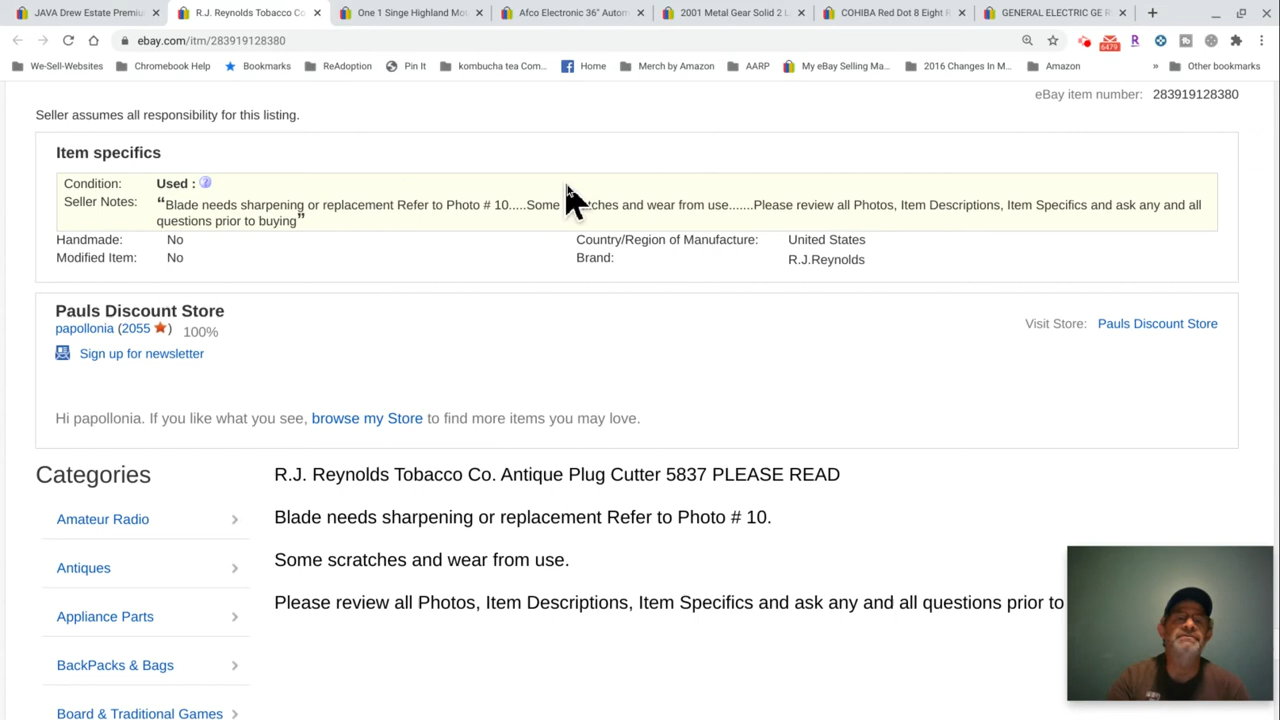 JAVA Drew Estate Premiu
R.J. Reynolds Tobacco Co
One 1 Singe Highland Mo
Afco Electronic 36" Autom
2001 Metal Gear Solid 2 L
COHIBA Red Dot 8 Eight R
GENERAL ELECTRIC GE R
ebay.com/itm/283919128380
6479
We-Sell-Websites
Chromebook Help
Bookmarks
ReAdoption
Pin It
kombucha tea Com...
Home
Merch by Amazon
AARP
My eBay Selling Ma...
2016 Changes In M...
Amazon
»
Other bookmarks
eBay item number: 283919128380
Seller assumes all responsibility for this listing.
Item specifics
Condition: Used :
Seller Notes: “Blade needs sharpening or replacement Refer to Photo # 10.....Some hes and wear from use.......Please review all Photos, Item Descriptions, Item Specifics and ask any and all
questions prior to buying”
Handmade: No Country/Region of Manufacture: United States
Modified Item: No Brand: R.J.Reynolds
Pauls Discount Store
papollonia (2055 ) 100%
Visit Store: Pauls Discount Store
Sign up for newsletter
Hi papollonia. If you like what you see, browse my Store to find more items you may love.
Categories
R.J. Reynolds Tobacco Co. Antique Plug Cutter 5837 PLEASE READ
Amateur Radio
Blade needs sharpening or replacement Refer to Photo # 10.
Antiques
Some scratches and wear from use.
Appliance Parts
Please review all Photos, Item Descriptions, Item Specifics and ask any and all questions prior to
BackPacks & Bags
Board & Traditional Games